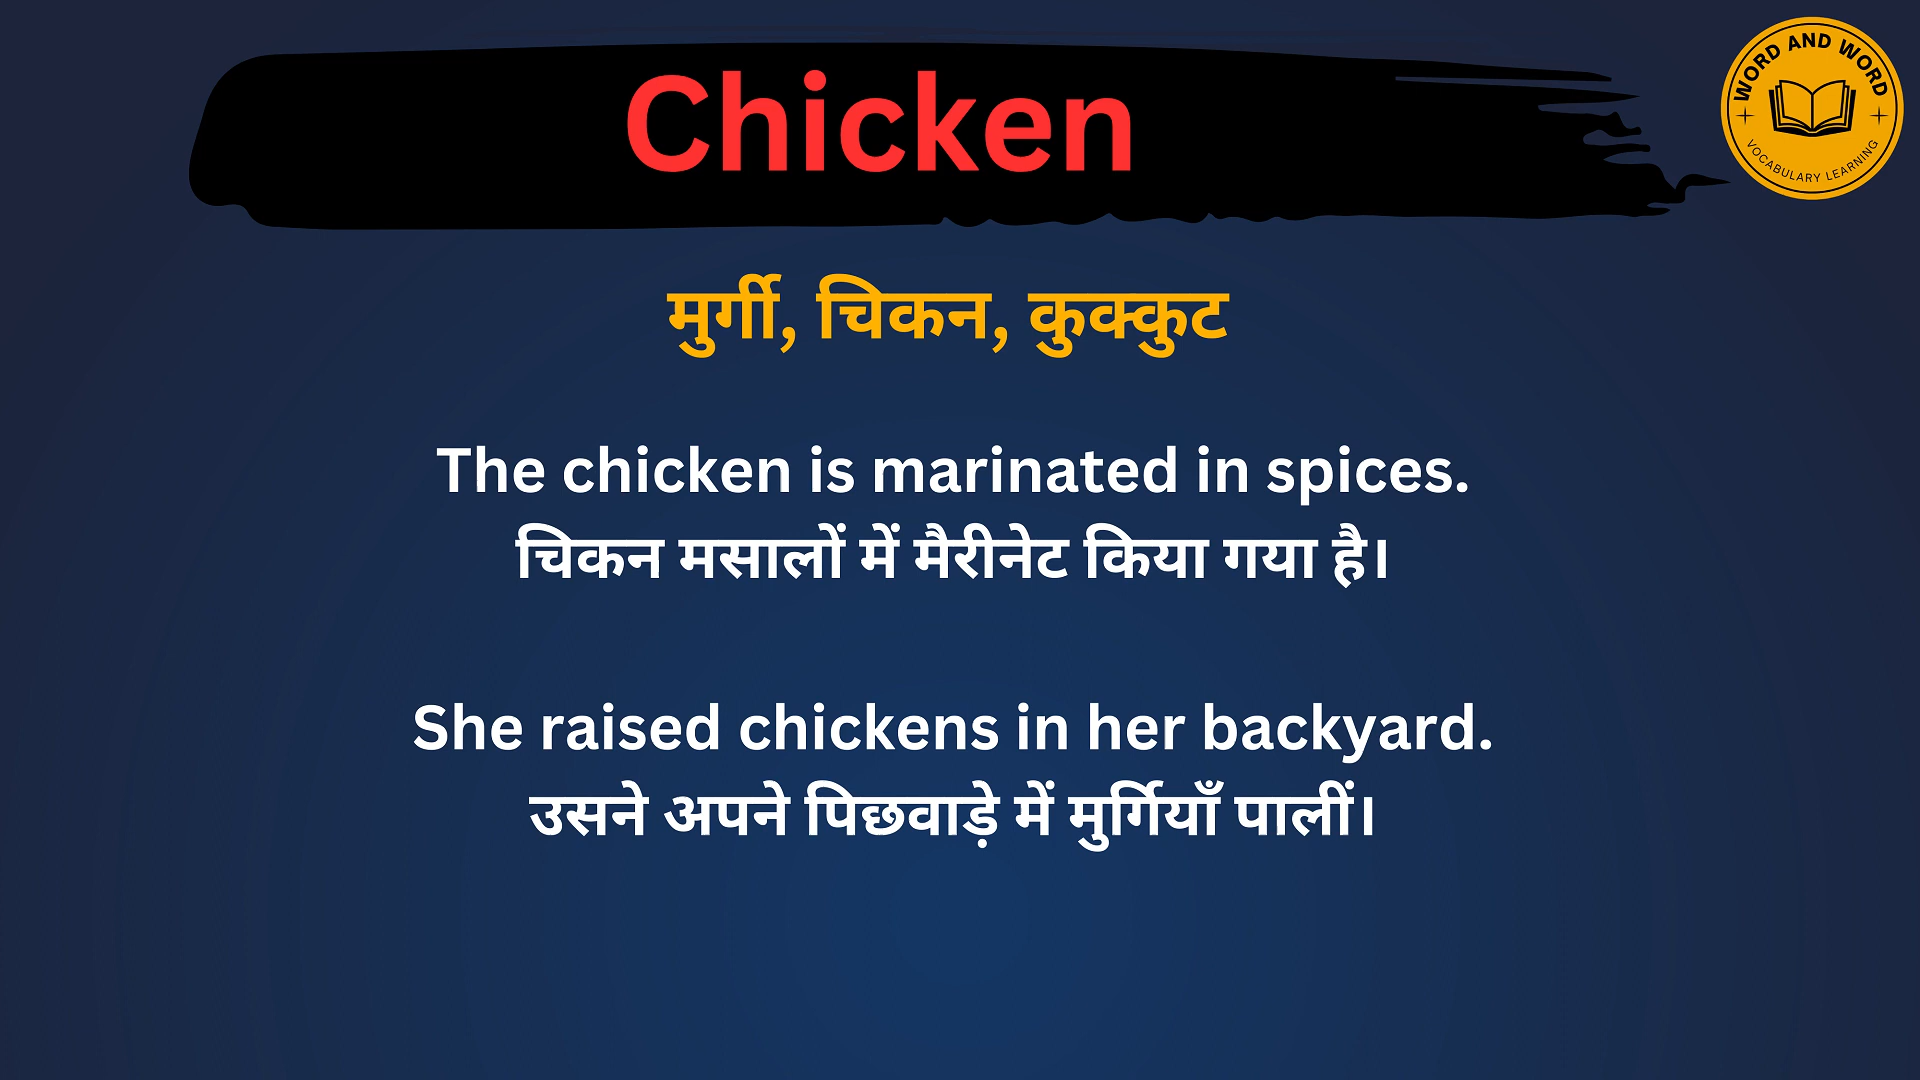 Chicken
WORD AND WORD
VOCABULARY LEARNING
मुर्गी, चिकन, कुक्कुट
The chicken is marinated in spices.
चिकन मसालों में मैरीनेट किया गया है।
She raised chickens in her backyard.
उसने अपने पिछवाड़े में मुर्गियाँ पालीं।